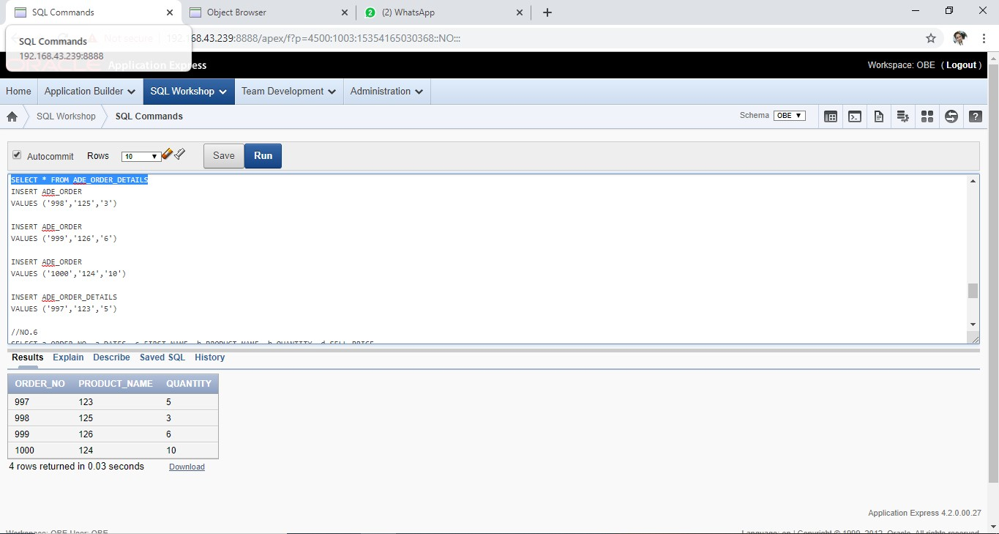 SQL Commands
Object Browser
(2) WhatsApp
Not secure 192.168.43.239:8888/apex/f?p=4500:1003:15354165030368::NO:::
SQL Commands
192.168.43.239:8888
ORACLE Application Express
Workspace: OBE ( Logout )
Home Application Builder SQL Workshop Team Development Administration
SQL Workshop SQL Commands
Schema OBE
Autocommit Rows 10 Save Run
SELECT * FROM ADE_ORDER_DETAILS
INSERT ADE_ORDER
VALUES ('998','125','3')
INSERT ADE_ORDER
VALUES ('999','126','6')
INSERT ADE_ORDER
VALUES ('1000','124','10')
INSERT ADE_ORDER_DETAILS
VALUES ('997','123','5')
//NO.6
SELECT a.ORDER_NO, a.DATES, c.FIRST_NAME, b.PRODUCT_NAME, b.QUANTITY, d.SELL_PRICE
Results Explain Describe Saved SQL History
ORDER_NO PRODUCT_NAME QUANTITY
997 123 5
998 125 3
999 126 6
1000 124 10
4 rows returned in 0.03 seconds Download
Application Express 4.2.0.00.27
Workspace: OBE User: OBE
Language: en | Copyright © 1999, 2012, Oracle. All rights reserved.